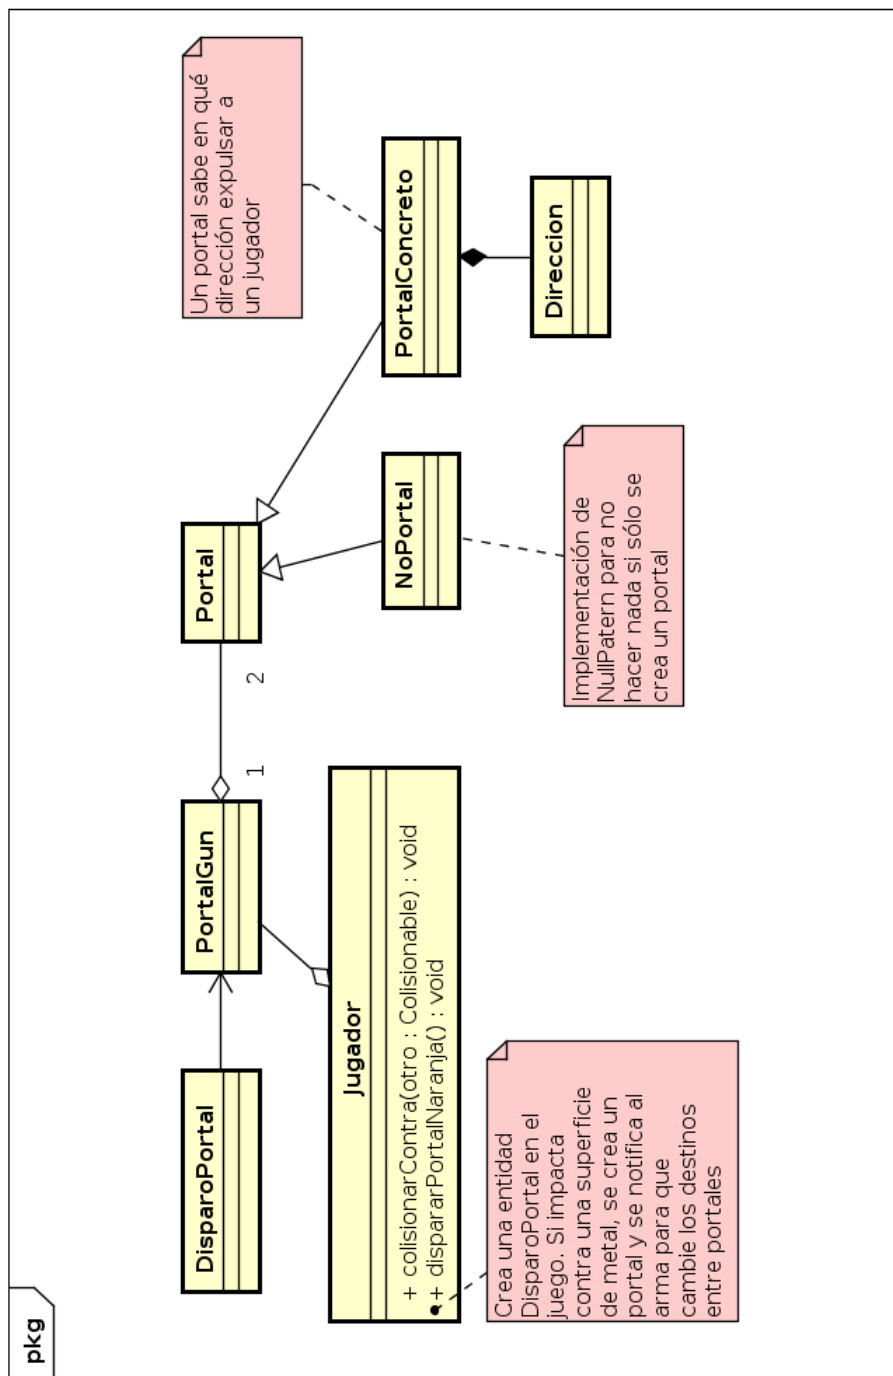 pkg
DisparoPortal
PortalGun
1
2
Portal
Un portal sabe en qué
dirección expulsar a
un jugador
Jugador
+ colisionarContra(otro : Colisionable) : void
+ dispararPortalNaranja() : void
NoPortal
PortalConcreto
Direccion
Crea una entidad
DisparoPortal en el
juego. Si impacta
contra una superficie
de metal, se crea un
portal y se notifica al
arma para que
cambie los destinos
entre portales
Implementación de
NullPatern para no
hacer nada si sólo se
crea un portal